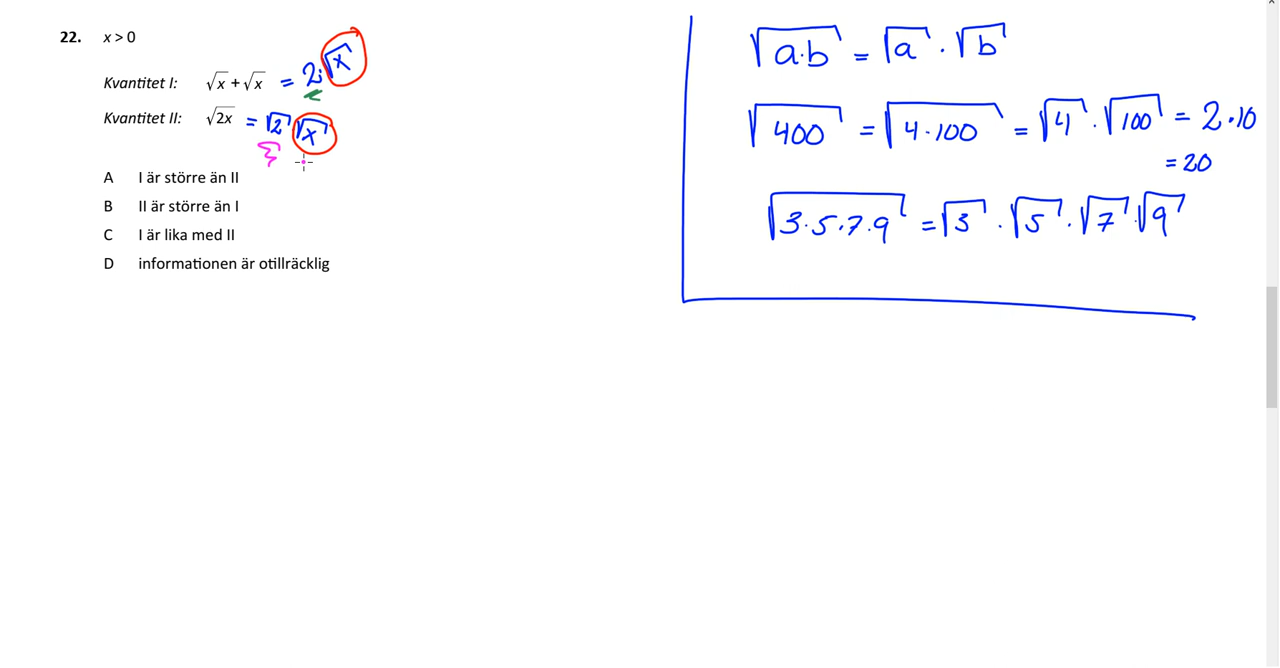 22. x > 0
Kvantitet I: √x + √x = 2·√x
Kvantitet II: √2x = √2 √x
A I är större än II
B II är större än I
C I är lika med II
D informationen är otillräcklig
√a·b = √a · √b
√400 = √4·100 = √4 · √100 = 2·10
= 20
√3·5·7·9 = √3 · √5 · √7 · √9